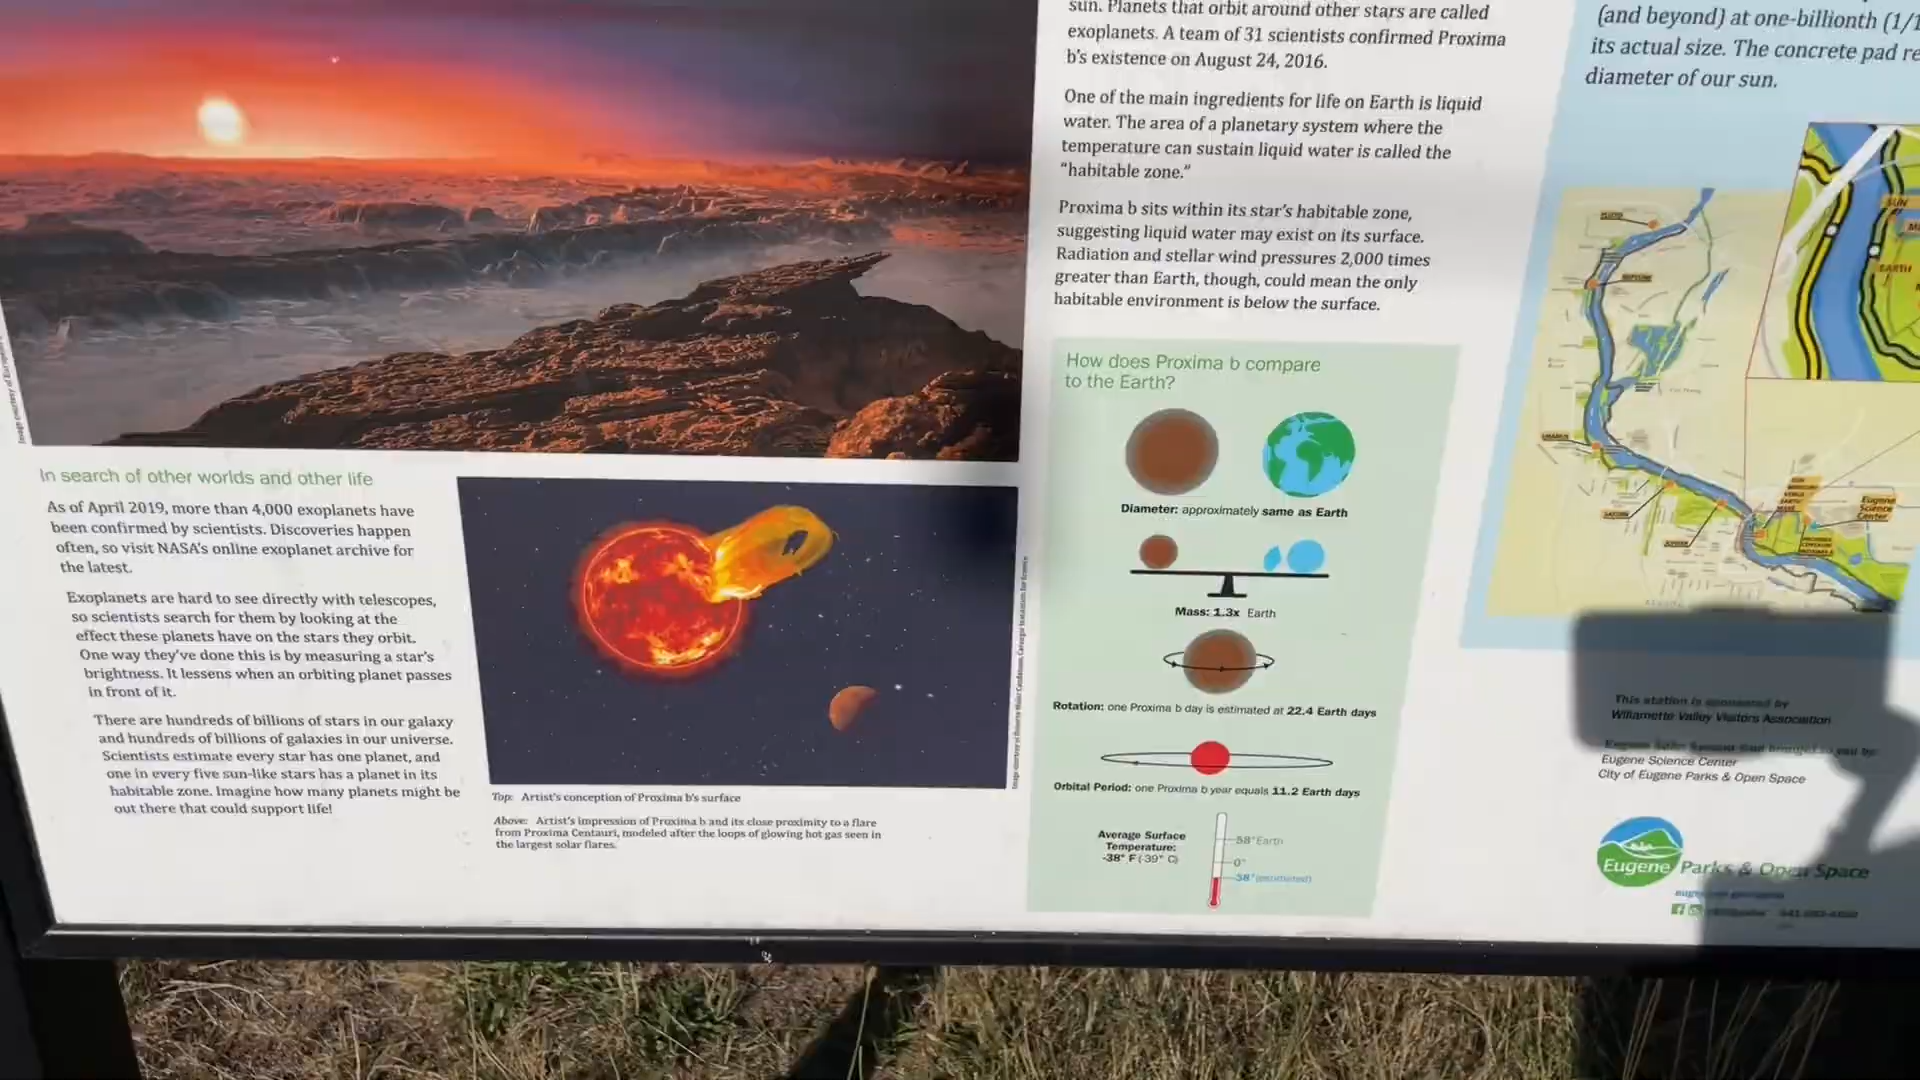 sun. Planets that orbit around other stars are called
exoplanets. A team of 31 scientists confirmed Proxima
b's existence on August 24, 2016.
One of the main ingredients for life on Earth is liquid
water. The area of a planetary system where the
temperature can sustain liquid water is called the
"habitable zone."
Proxima b sits within its star's habitable zone,
suggesting liquid water may exist on its surface.
Radiation and stellar wind pressures 2,000 times
greater than Earth, though, could mean the only
habitable environment is below the surface.
In search of other worlds and other life
As of April 2019, more than 4,000 exoplanets have
been confirmed by scientists. Discoveries happen
often, so visit NASA's online exoplanet archive for
the latest.
Exoplanets are hard to see directly with telescopes,
so scientists search for them by looking at the
effect these planets have on the stars they orbit.
One way they've done this is by measuring a star's
brightness. It lessens when an orbiting planet passes
in front of it.
There are hundreds of billions of stars in our galaxy
and hundreds of billions of galaxies in our universe.
Scientists estimate every star has one planet, and
one in every five sun-like stars has a planet in its
habitable zone. Imagine how many planets might be
out there that could support life!
Top: Artist's conception of Proxima b's surface
Above: Artist's impression of Proxima b and its close proximity to a flare
from Proxima Centauri, modeled after the loops of glowing hot gas seen in
the largest solar flares.
How does Proxima b compare
to the Earth?
Diameter: approximately same as Earth
Mass: 1.3x Earth
Rotation: one Proxima b day is estimated at 22.4 Earth days
Orbital Period: one Proxima b year equals 11.2 Earth days
Average Surface
Temperature:
-38° F (-39° C)
58° Earth
0°
-38° (estimated)
(and beyond) at one-billionth (1/1
its actual size. The concrete pad re
diameter of our sun.
SUN
EARTH
PLUTO
NEPTUNE
URANUS
SATURN
JUPITER
Eugene
Science
Center
This station is sponsored by
Willamette Valley Visitors Association
Eugene Science Center
City of Eugene Parks & Open Space
Eugene Parks & Open Space